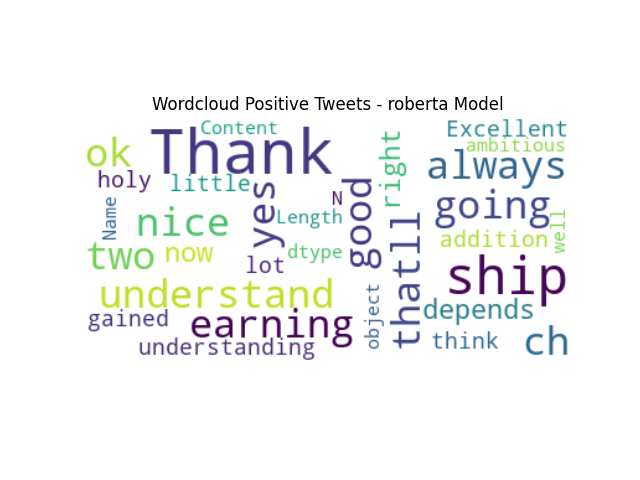 Wordcloud Positive Tweets - roberta Model
Content
Excellent
ok
Thank
right
ambitious
always
holy
little
yes
good
N
Name
nice
Length
going
well
two
now
lot
dtype
thatll
addition
understand
ship
gained
earning
object
depends
understanding
think
ch